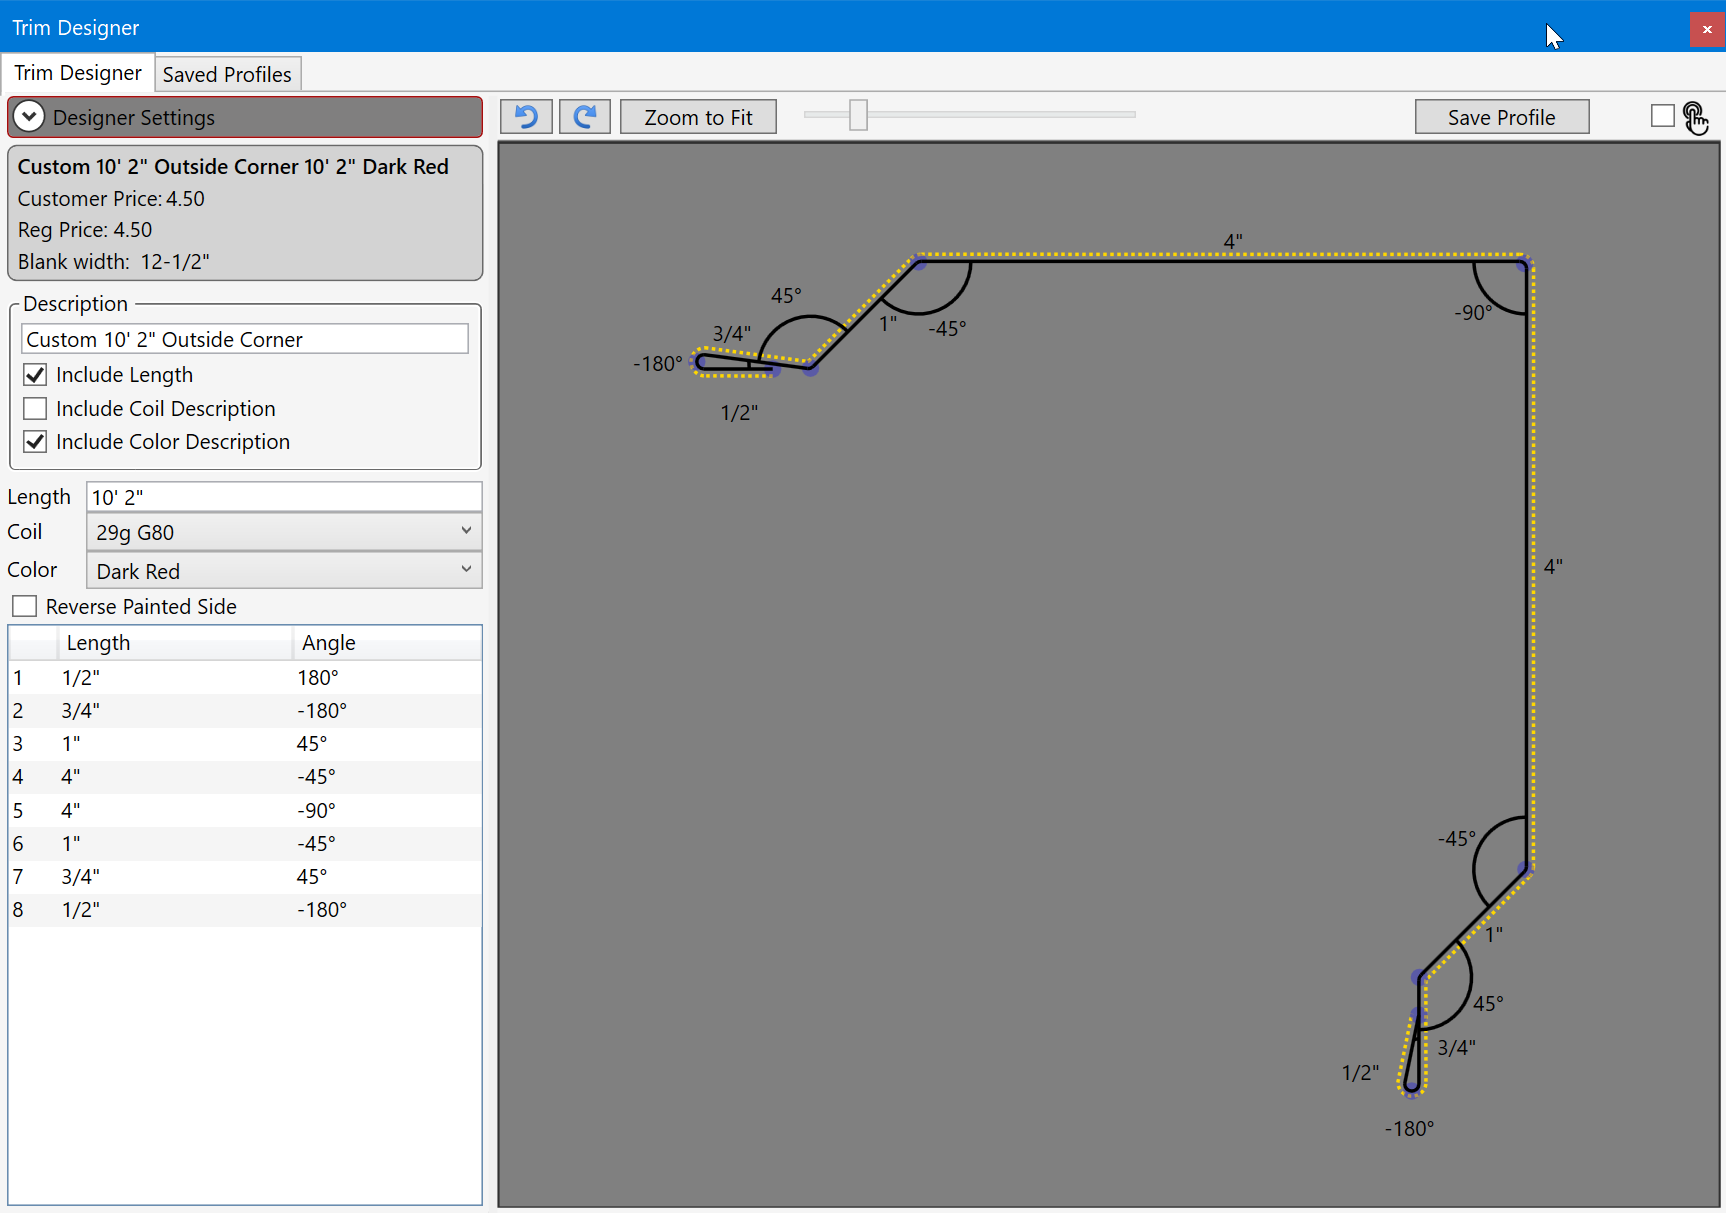 Trim Designer
x
Trim Designer
Saved Profiles
Designer Settings
Zoom to Fit
Save Profile
Custom 10' 2" Outside Corner 10' 2" Dark Red
Customer Price: 4.50
Reg Price: 4.50
Blank width: 12-1/2"
Description
Custom 10' 2" Outside Corner
Include Length
Include Coil Description
Include Color Description
Length 10' 2"
Coil 29g G80
Color Dark Red
Reverse Painted Side
Length Angle
1 1/2" 180°
2 3/4" -180°
3 1" 45°
4 4" -45°
5 4" -90°
6 1" -45°
7 3/4" 45°
8 1/2" -180°
4"
45°
3/4"
1"
-45°
-90°
-180°
1/2"
4"
-45°
1"
45°
3/4"
1/2"
-180°